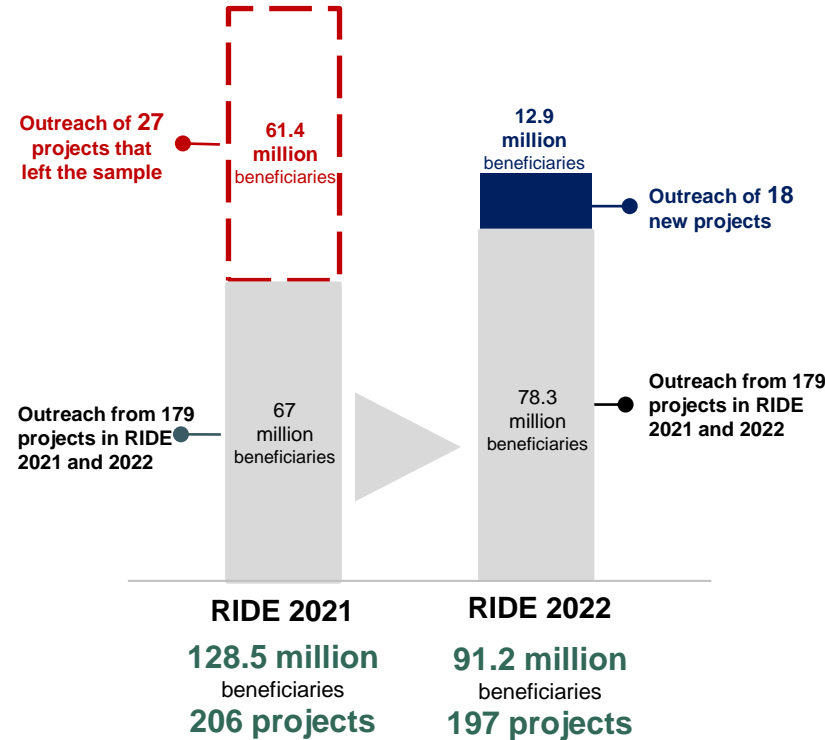 Outreach of 27
projects that
left the sample
61.4
million
beneficiaries
12.9
million
beneficiaries
Outreach of 18
new projects
Outreach from 179
projects in RIDE
2021 and 2022
67
million
beneficiaries
78.3
million
beneficiaries
Outreach from 179
projects in RIDE
2021 and 2022
RIDE 2021
128.5 million
beneficiaries
206 projects
RIDE 2022
91.2 million
beneficiaries
197 projects